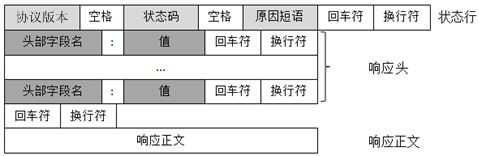 协议版本 空格 状态码 空格 原因短语 回车符 换行符 状态行
头部字段名 : 值 回车符 换行符
... 响应头
头部字段名 : 值 回车符 换行符
回车符 换行符
响应正文 响应正文